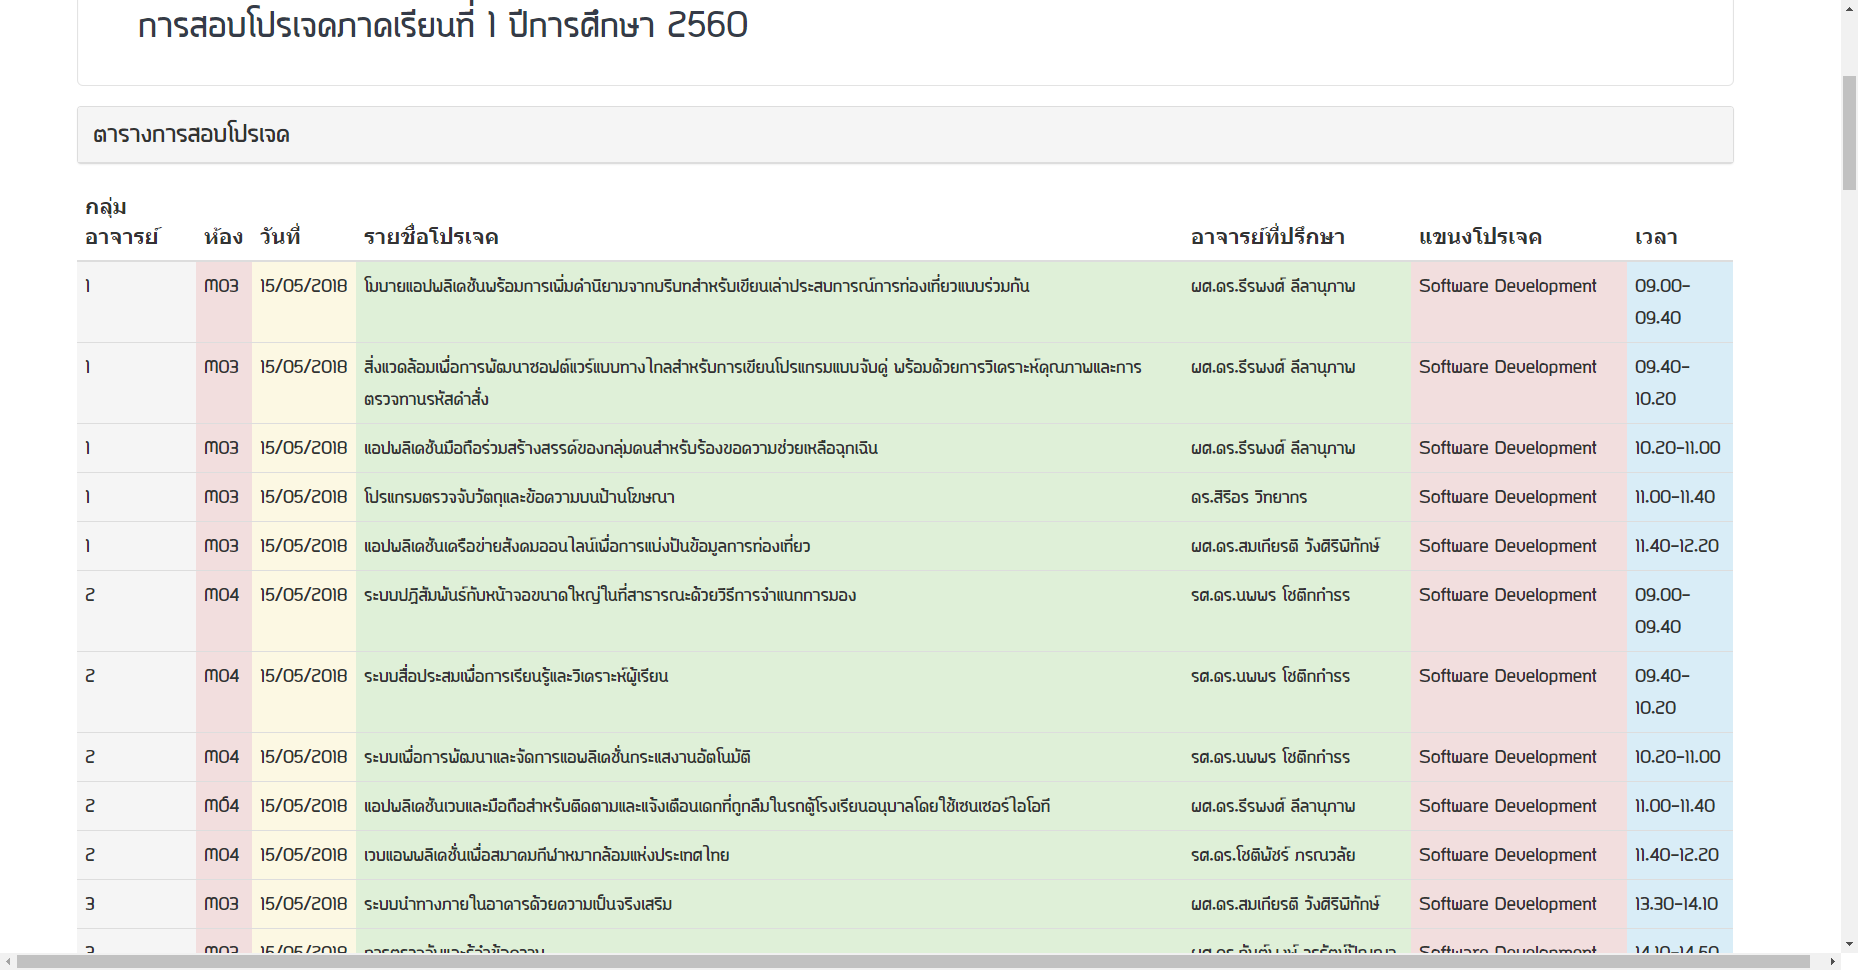 การสอบโปรเจคภาคเรียนที่ 1 ปีการศึกษา 2560
ตารางการสอบโปรเจค
กลุ่ม
อาจารย์ ห้อง วันที่ รายชื่อโปรเจค อาจารย์ที่ปรึกษา แขนงโปรเจค เวลา
1 M03 15/05/2018 โมบายแอปพลิเคชันพร้อมการเพิ่มคำนิยามจากบริบทสำหรับเขียนเล่าประสบการณ์การท่องเที่ยวแบบร่วมกัน ผศ.ดร.ธีรพงศ์ ลีลานุภาพ Software Development 09.00-
09.40
1 M03 15/05/2018 สิ่งแวดล้อมเพื่อการพัฒนาซอฟต์แวร์แบบทางไกลสำหรับการเขียนโปรแกรมแบบจับคู่ พร้อมด้วยการวิเคราะห์คุณภาพและการ ผศ.ดร.ธีรพงศ์ ลีลานุภาพ Software Development 09.40-
ตรวจทานรหัสคำสั่ง 10.20
1 M03 15/05/2018 แอปพลิเคชันมือถือร่วมสร้างสรรค์ของกลุ่มคนสำหรับร้องขอความช่วยเหลือฉุกเฉิน ผศ.ดร.ธีรพงศ์ ลีลานุภาพ Software Development 10.20-11.00
1 M03 15/05/2018 โปรแกรมตรวจจับวัตถุและข้อความบนป้านโฆษณา ดร.สิริอร วิทยากร Software Development 11.00-11.40
1 M03 15/05/2018 แอปพลิเคชันเครือข่ายสังคมออนไลน์เพื่อการแบ่งปันข้อมูลการท่องเที่ยว ผศ.ดร.สมเกียรติ วังศิริพิทักษ์ Software Development 11.40-12.20
2 M04 15/05/2018 ระบบปฏิสัมพันธ์กับหน้าจอขนาดใหญ่ในที่สาธารณะด้วยวิธีการจำแนกการมอง รศ.ดร.นพพร โชติกกำธร Software Development 09.00-
09.40
2 M04 15/05/2018 ระบบสื่อประสมเพื่อการเรียนรู้และวิเคราะห์ผู้เรียน รศ.ดร.นพพร โชติกกำธร Software Development 09.40-
10.20
2 M04 15/05/2018 ระบบเพื่อการพัฒนาและจัดการแอพลิเคชั่นกระแสงานอัตโนมัติ รศ.ดร.นพพร โชติกกำธร Software Development 10.20-11.00
2 M04 15/05/2018 แอปพลิเคชันเวบและมือถือสำหรับติดตามและแจ้งเตือนเดกที่ถูกลืมในรถตู้โรงเรียนอนุบาลโดยใช้เซนเซอร์ไอโอที ผศ.ดร.ธีรพงศ์ ลีลานุภาพ Software Development 11.00-11.40
2 M04 15/05/2018 เวบแอพพลิเคชั่นเพื่อสมาคมกีฬาหมากล้อมแห่งประเทศไทย รศ.ดร.โชติพัชร์ ภรณวลัย Software Development 11.40-12.20
3 M03 15/05/2018 ระบบนำทางภายในอาคารด้วยความเป็นจริงเสริม ผศ.ดร.สมเกียรติ วังศิริพิทักษ์ Software Development 13.30-14.10
3 M03 15/05/2018 Software Development 14.10-14.50